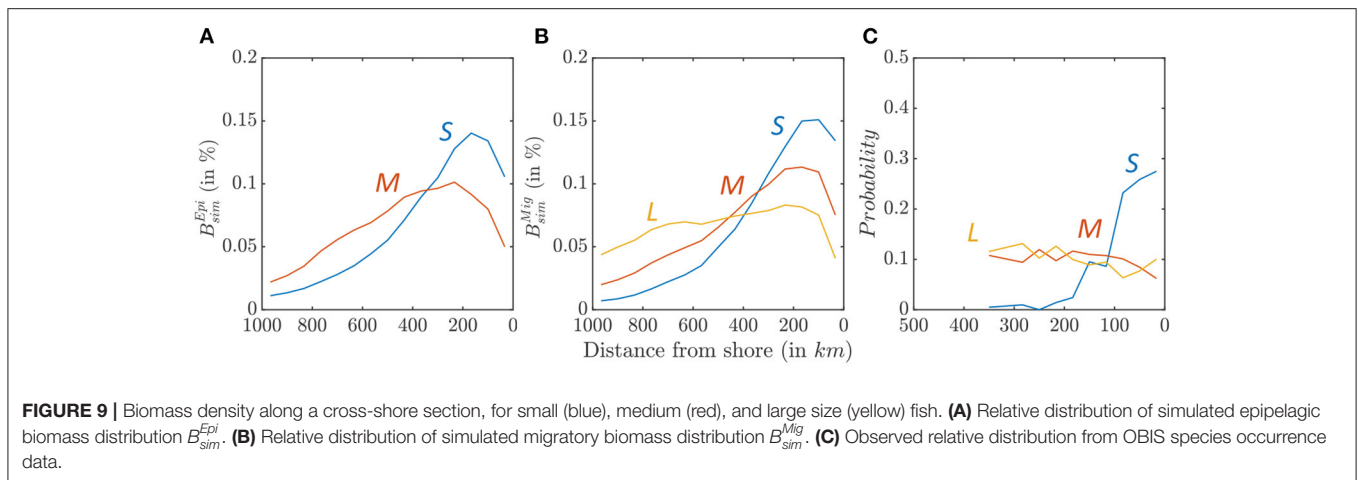 A
B
C
0.2
0.15
0.1
0.05
0
B_sim^Epi (in %)
S
M
1000 800 600 400 200 0
0.2
0.15
0.1
0.05
0
B_sim^Mig (in %)
S
M
L
1000 800 600 400 200 0
Distance from shore (in km)
0.5
0.4
0.3
0.2
0.1
0
Probability
S
M
L
500 400 300 200 100 0
FIGURE 9 | Biomass density along a cross-shore section, for small (blue), medium (red), and large size (yellow) fish. (A) Relative distribution of simulated epipelagic
biomass distribution B_sim^Epi. (B) Relative distribution of simulated migratory biomass distribution B_sim^Mig. (C) Observed relative distribution from OBIS species occurrence
data.